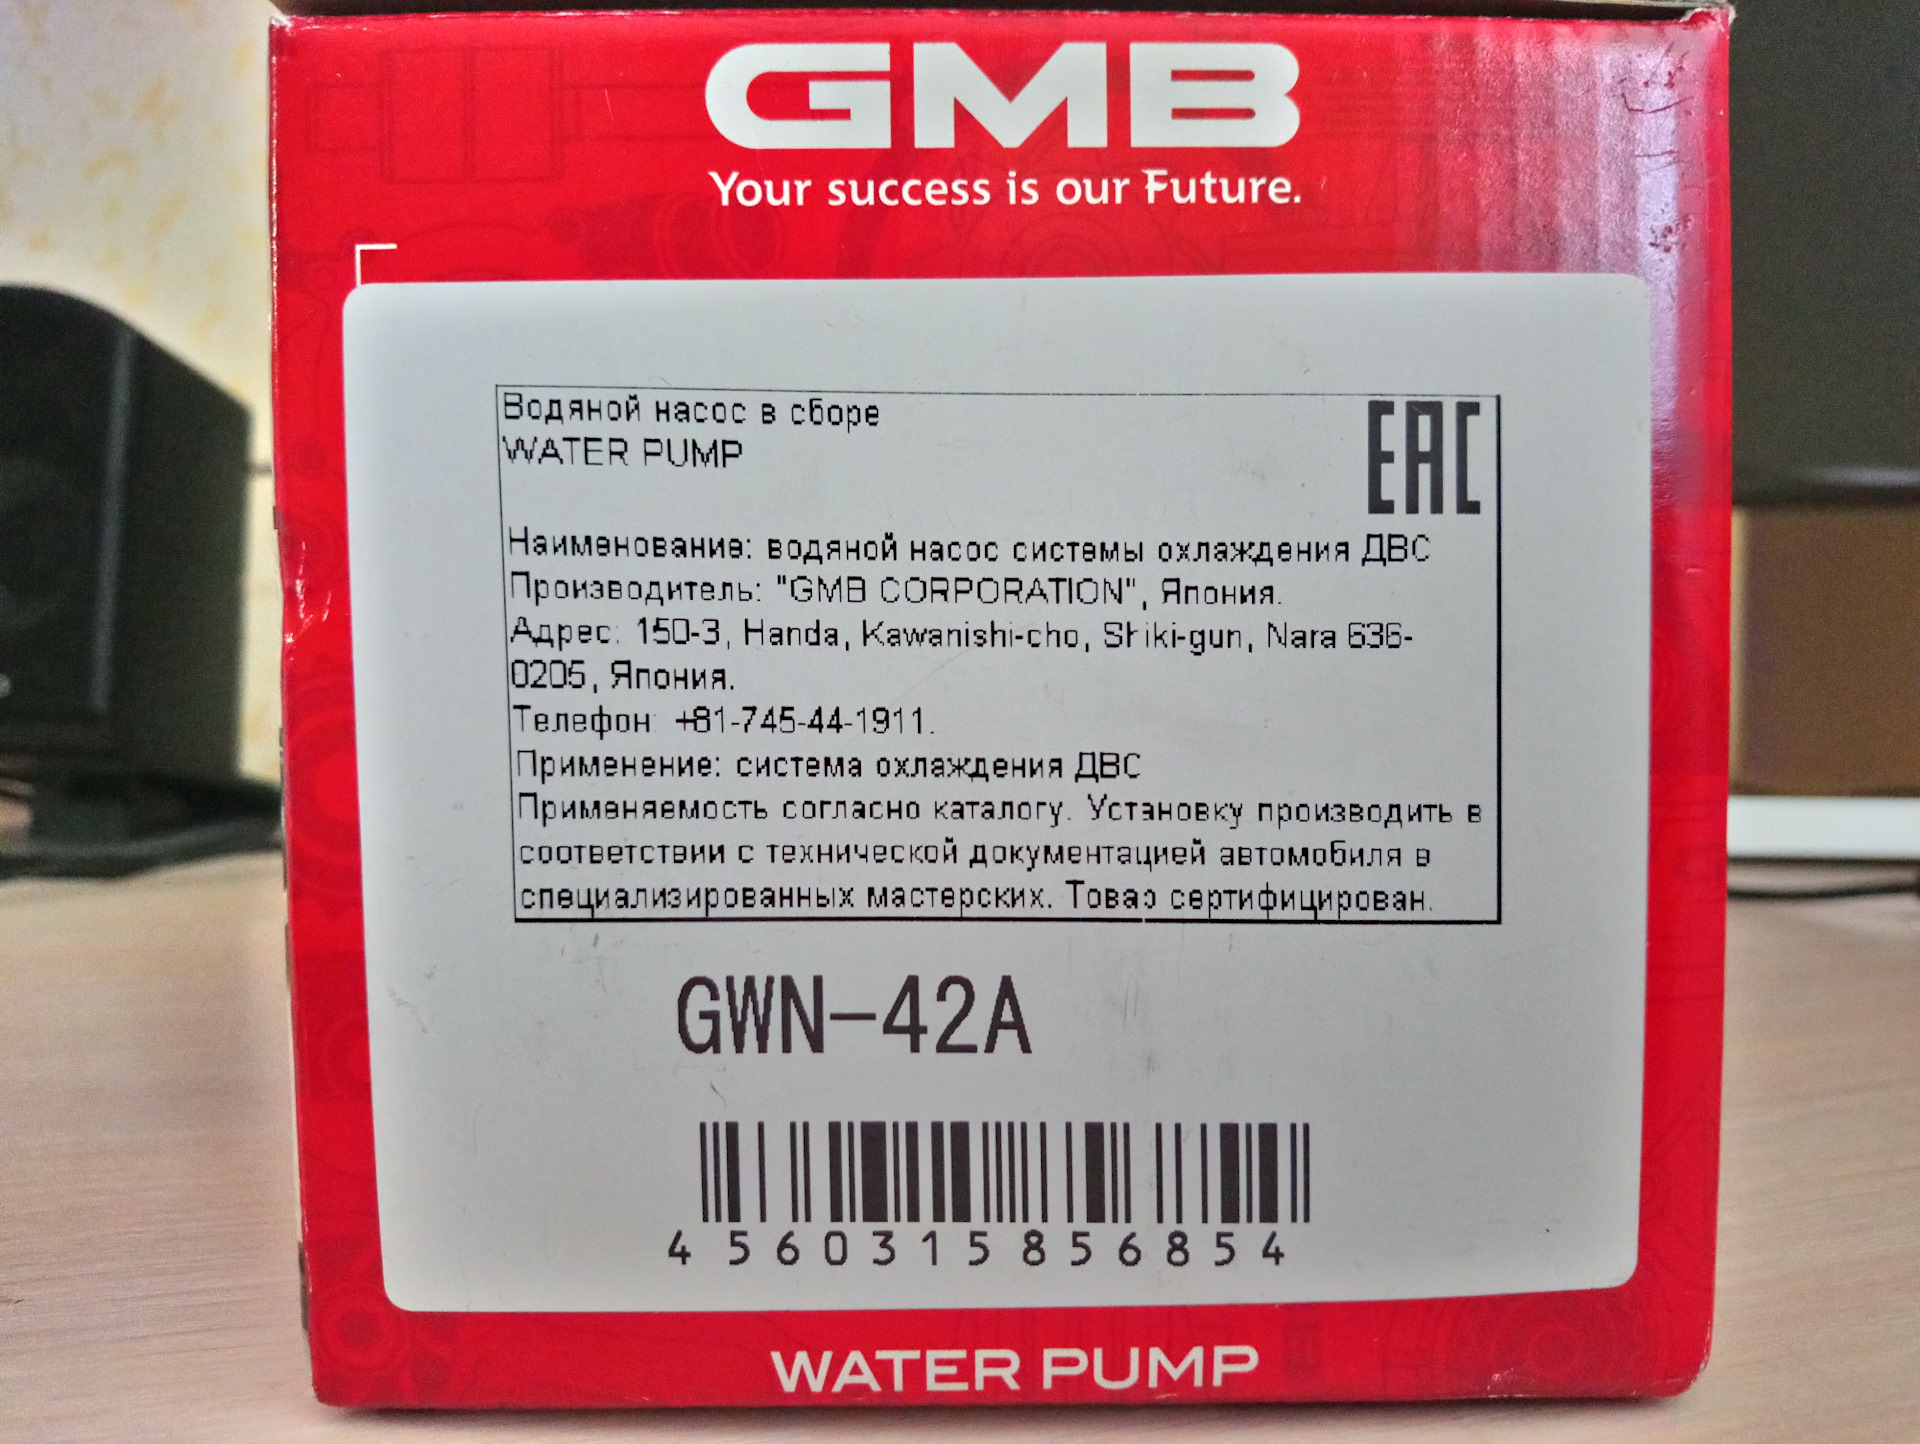 GMB
Your success is our Future.
Водяной насос в сборе
EAC
WATER PUMP
Наименование: водяной насос системы охлаждения ДВС
Производитель: "GMB CORPORATION", Япония.
Адрес: 150-3, Handa, Kawanishi-cho, Shiki-gun, Nara 636-
0205, Япония.
Телефон: +81-745-44-1911.
Применение: система охлаждения ДВС
Применяемость согласно каталогу. Установку производить в
соответствии с технической документацией автомобиля в
специализированных мастерских. Товар сертифицирован.
GWN-42A
4560315856854
WATER PUMP